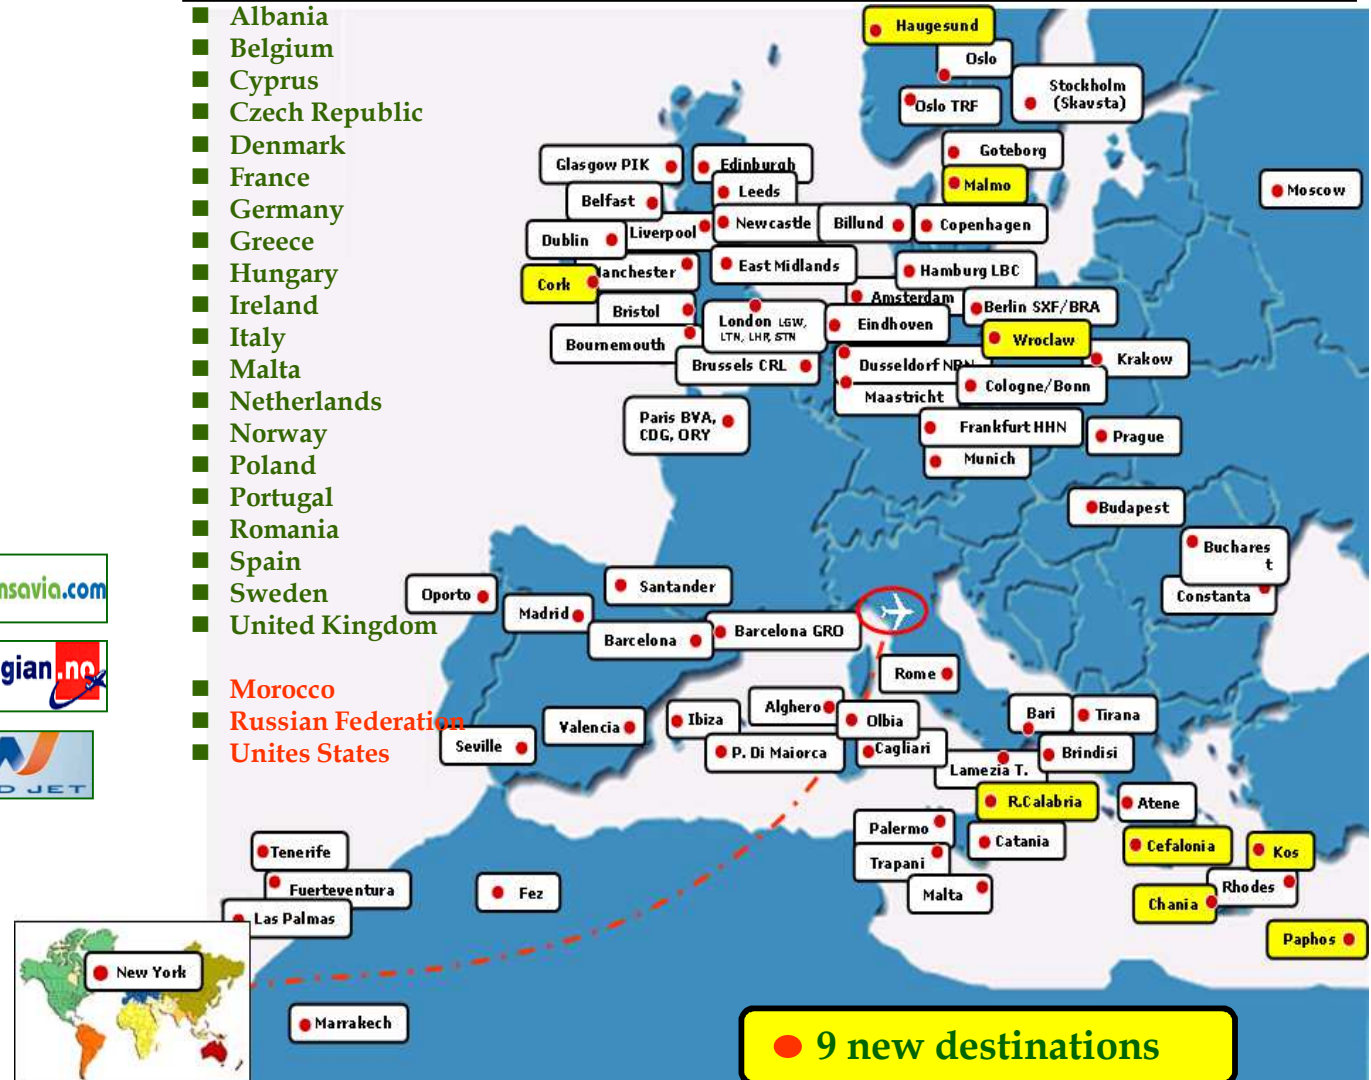 Albania
Belgium
Cyprus
Czech Republic
Denmark
France
Germany
Greece
Hungary
Ireland
Italy
Malta
Netherlands
Norway
Poland
Portugal
Romania
Spain
Sweden
United Kingdom
Morocco
Russian Federation
Unites States
nsavia.com
gian.no
D JET
Haugesund
Oslo
Stockholm
(Skavsta)
Oslo TRF
Goteborg
Glasgow PIK
Edinburgh
Leeds
Malmo
Moscow
Belfast
Newcastle
Billund
Copenhagen
Dublin
Liverpool
anchester
East Midlands
Hamburg LBC
Cork
Amsterdam
Berlin SXF/BRA
Bristol
London LGW,
LTN, LHR, STN
Eindhoven
Wroclaw
Bournemouth
Brussels CRL
Dusseldorf NRN
Krakow
Maastricht
Cologne/Bonn
Paris BVA,
CDG, ORY
Frankfurt HHN
Prague
Munich
Budapest
Buchares
t
Constanta
Oporto
Santander
Madrid
Barcelona
Barcelona GRO
Rome
Alghero
Olbia
Bari
Tirana
Ibiza
Valencia
Seville
P. Di Maiorca
Cagliari
Brindisi
Lamezia T.
R.Calabria
Atene
Palermo
Catania
Cefalonia
Kos
Trapani
Malta
Rhodes
Chania
Paphos
Tenerife
Fuerteventura
Las Palmas
Fez
New York
Marrakech
9 new destinations